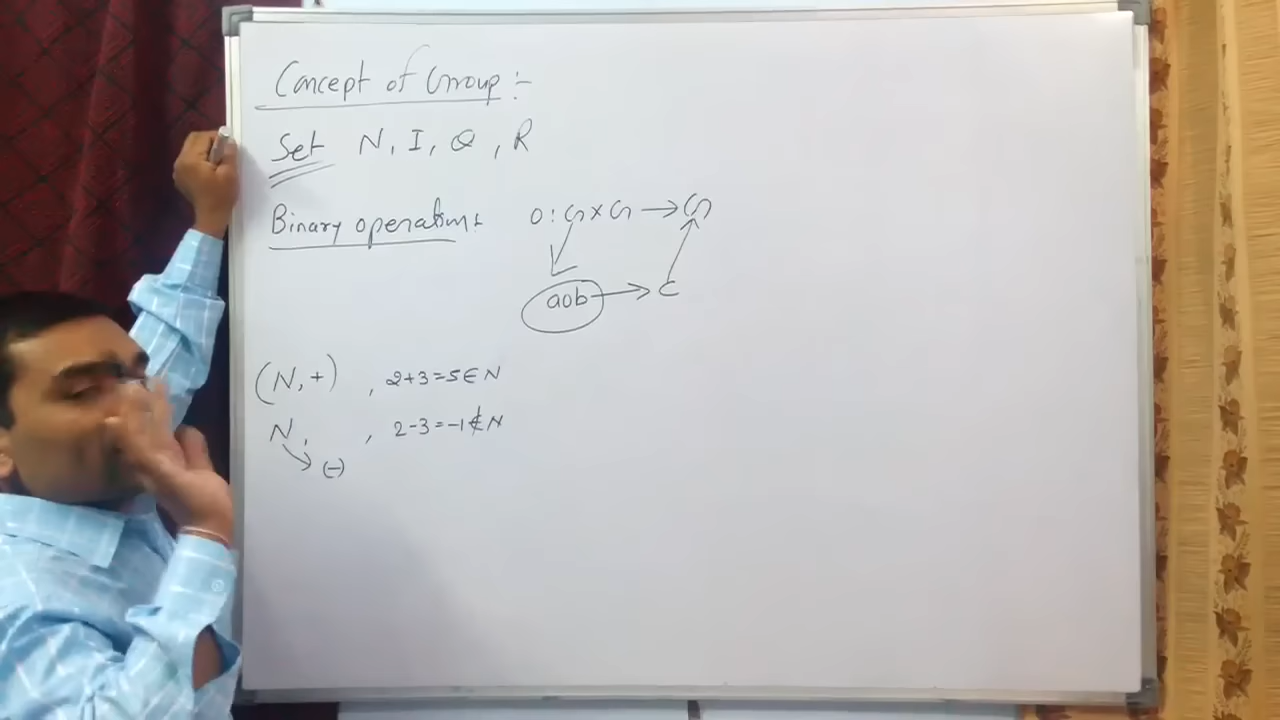 Concept of Group :-
Set N, I, Q, R
Binary operation :-
o : G × G → G
aob → c
(N, +) , 2+3=5 ∈ N
N, , 2-3=-1 ∉ N
(-)